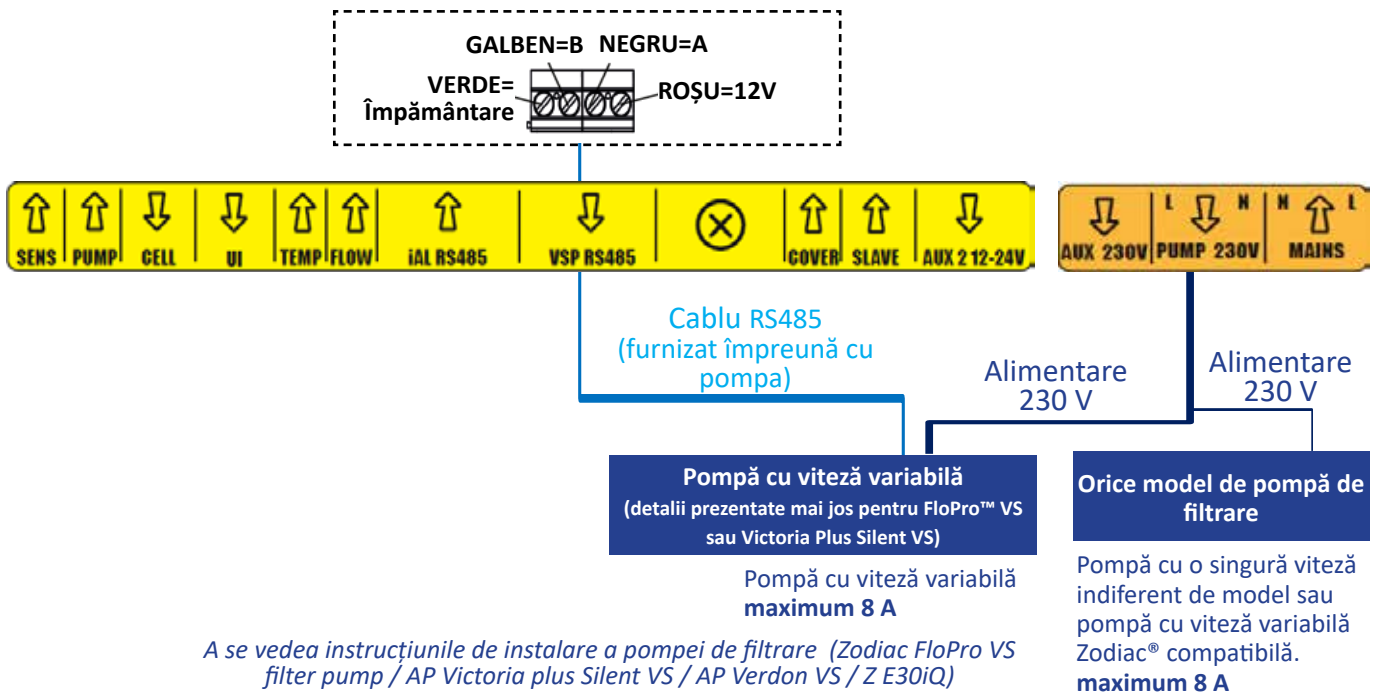 GALBEN=B NEGRU=A
VERDE=
Împământare
ROȘU=12V
SENS PUMP CELL UI TEMP FLOW iAL RS485 VSP RS485 COVER SLAVE AUX 2 12-24V
L N N L
AUX 230V PUMP 230V MAINS
Cablu RS485
(furnizat împreună cu
pompa)
Alimentare
230 V
Alimentare
230 V
Pompă cu viteză variabilă
(detalii prezentate mai jos pentru FloPro™ VS
sau Victoria Plus Silent VS)
Orice model de pompă de
filtrare
Pompă cu viteză variabilă
maximum 8 A
Pompă cu o singură viteză
indiferent de model sau
pompă cu viteză variabilă
Zodiac® compatibilă.
maximum 8 A
A se vedea instrucțiunile de instalare a pompei de filtrare (Zodiac FloPro VS
filter pump / AP Victoria plus Silent VS / AP Verdon VS / Z E30iQ)